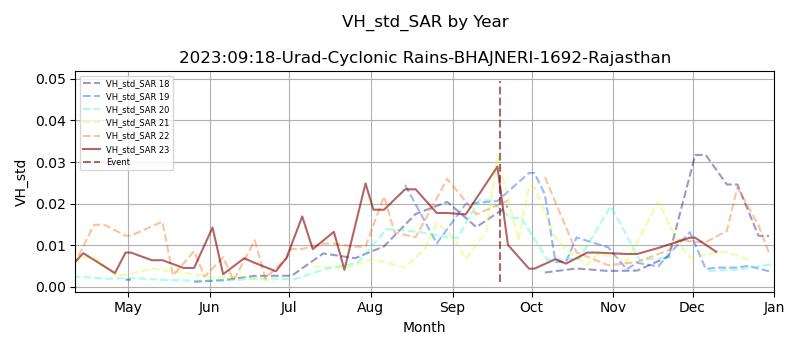 VH_std_SAR by Year
2023:09:18-Urad-Cyclonic Rains-BHAJNERI-1692-Rajasthan
0.05
0.04
0.03
0.02
0.01
0.00
VH_std
VH_std_SAR 18
VH_std_SAR 19
VH_std_SAR 20
VH_std_SAR 21
VH_std_SAR 22
VH_std_SAR 23
Event
May Jun Jul Aug Sep Oct Nov Dec Jan
Month